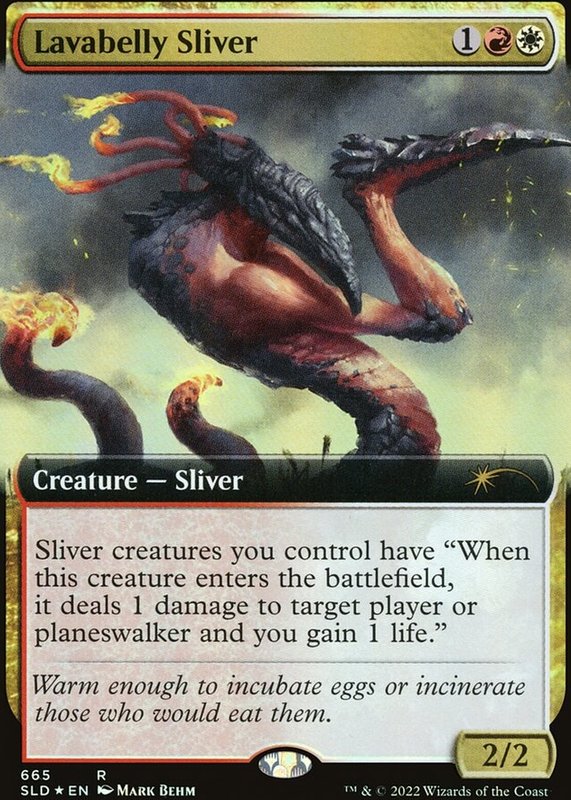 Lavabelly Sliver 1
Creature — Sliver
Sliver creatures you control have “When
this creature enters the battlefield,
it deals 1 damage to target player or
planeswalker and you gain 1 life.”
Warm enough to incubate eggs or incinerate
those who would eat them.
2/2
665 R
SLD ★ EN Mark Behm
™ & © 2022 Wizards of the Coast